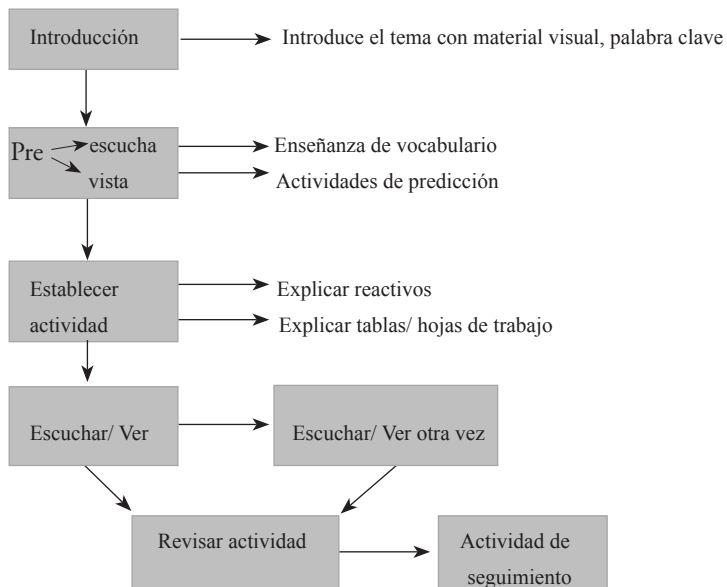 Introducción
Introduce el tema con material visual, palabra clave
Pre
escucha
vista
Enseñanza de vocabulario
Actividades de predicción
Establecer
actividad
Explicar reactivos
Explicar tablas/ hojas de trabajo
Escuchar/ Ver
Escuchar/ Ver otra vez
Revisar actividad
Actividad de
seguimiento